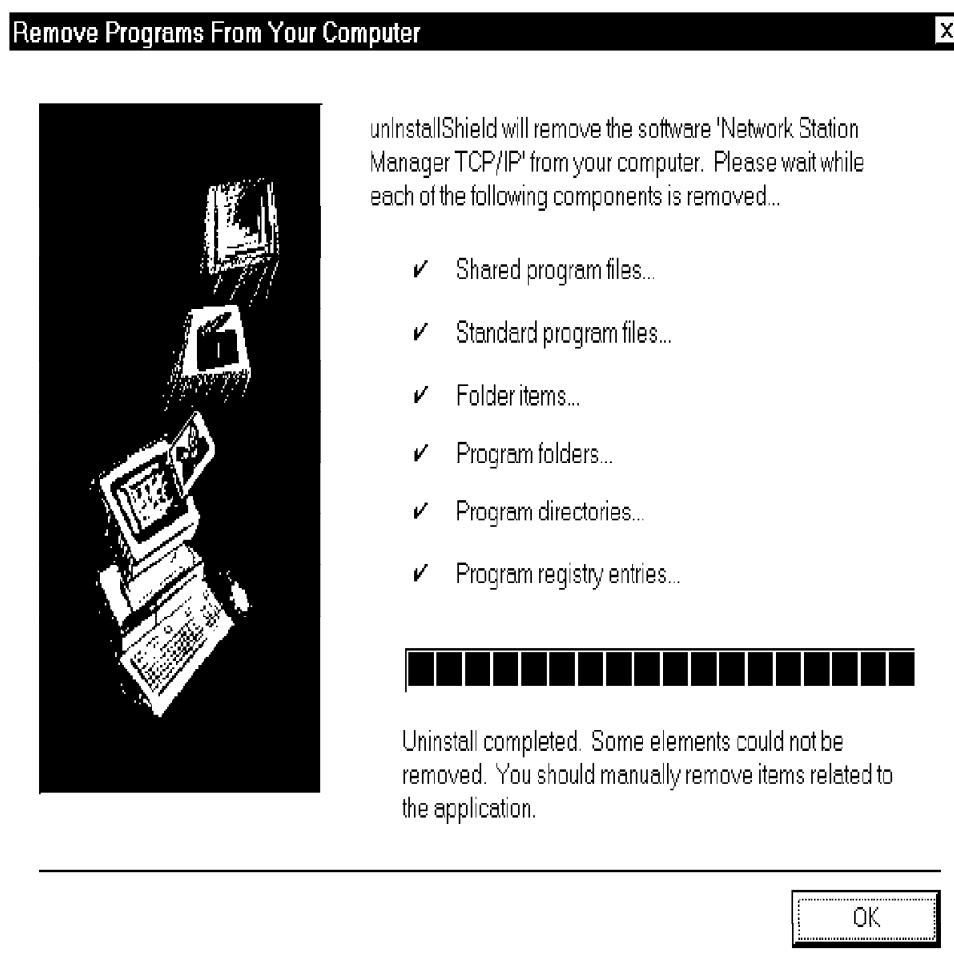 Remove Programs From Your Computer
X
unInstallShield will remove the software 'Network Station
Manager TCP/IP' from your computer. Please wait while
each of the following components is removed...
✔ Shared program files...
✔ Standard program files...
✔ Folder items...
✔ Program folders...
✔ Program directories...
✔ Program registry entries...
Uninstall completed. Some elements could not be
removed. You should manually remove items related to
the application.
OK